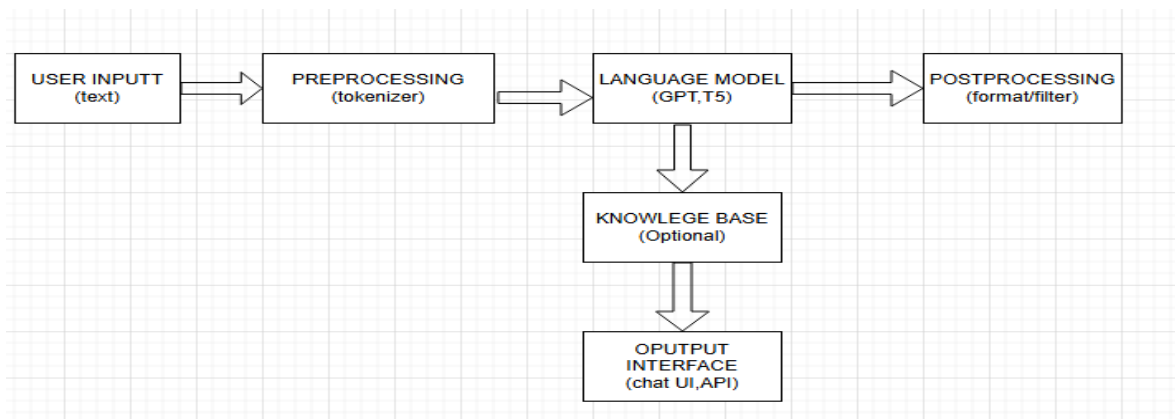 USER INPUTT
(text)
PREPROCESSING
(tokenizer)
LANGUAGE MODEL
(GPT,T5)
POSTPROCESSING
(format/filter)
KNOWLEGE BASE
(Optional)
OPUTPUT
INTERFACE
(chat UI,API)